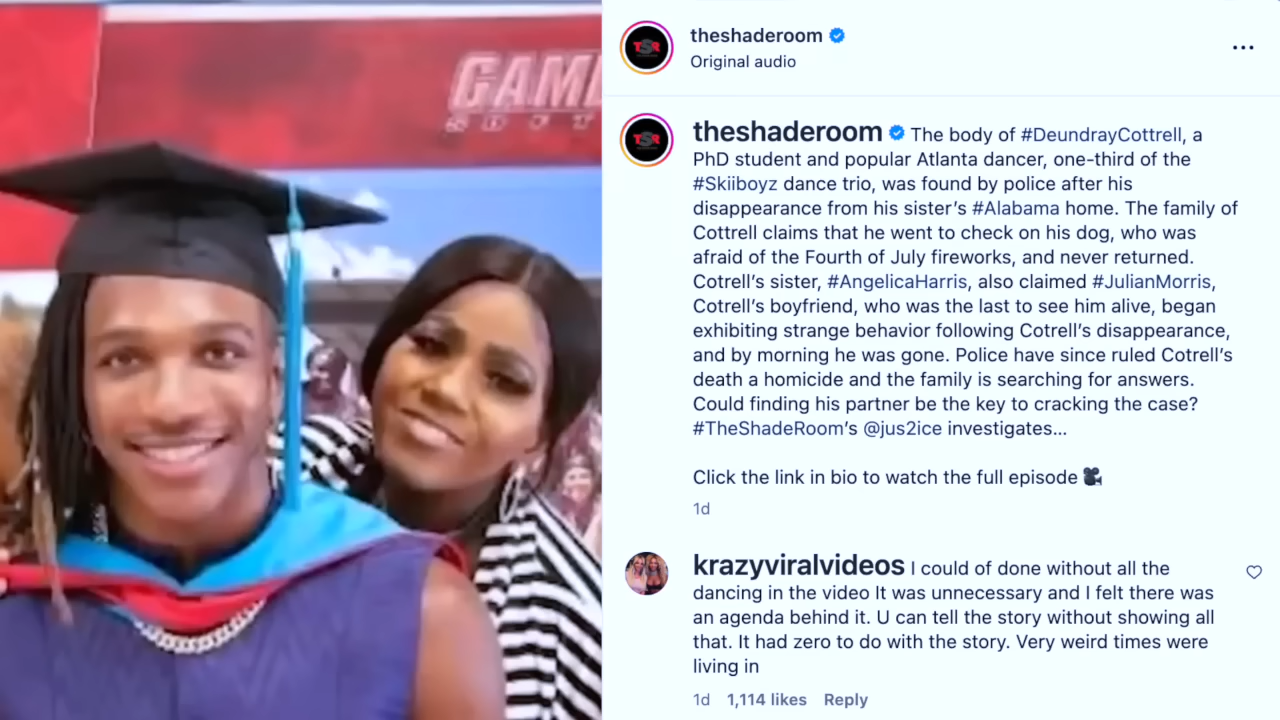 GAM
SOFT
theshaderoom
Original audio
TSR
theshaderoom The body of #DeundrayCottrell, a
PhD student and popular Atlanta dancer, one-third of the
#Skiiboyz dance trio, was found by police after his
disappearance from his sister’s #Alabama home. The family of
Cottrell claims that he went to check on his dog, who was
afraid of the Fourth of July fireworks, and never returned.
Cotrell’s sister, #AngelicaHarris, also claimed #JulianMorris,
Cotrell’s boyfriend, who was the last to see him alive, began
exhibiting strange behavior following Cotrell’s disappearance,
and by morning he was gone. Police have since ruled Cotrell’s
death a homicide and the family is searching for answers.
Could finding his partner be the key to cracking the case?
#TheShadeRoom’s @jus2ice investigates...
Click the link in bio to watch the full episode
1d
TSR
krazyviralvideos I could of done without all the
dancing in the video It was unnecessary and I felt there was
an agenda behind it. U can tell the story without showing all
that. It had zero to do with the story. Very weird times were
living in
1d 1,114 likes Reply